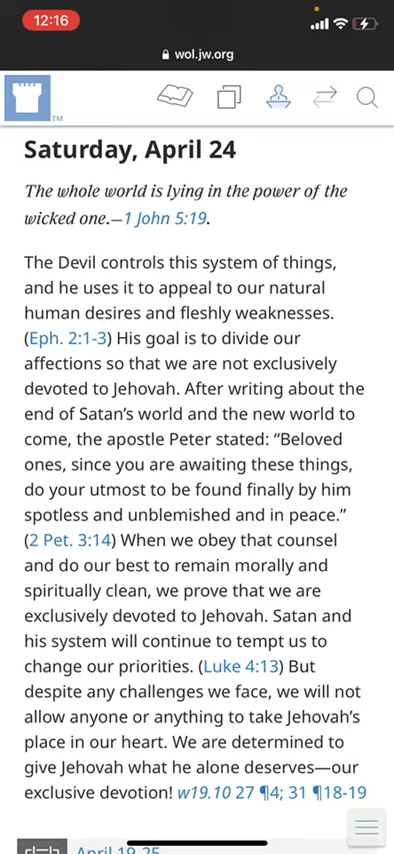 12:16
wol.jw.org
TM
Saturday, April 24
The whole world is lying in the power of the
wicked one.—1 John 5:19.
The Devil controls this system of things,
and he uses it to appeal to our natural
human desires and fleshly weaknesses.
(Eph. 2:1-3) His goal is to divide our
affections so that we are not exclusively
devoted to Jehovah. After writing about the
end of Satan’s world and the new world to
come, the apostle Peter stated: “Beloved
ones, since you are awaiting these things,
do your utmost to be found finally by him
spotless and unblemished and in peace.”
(2 Pet. 3:14) When we obey that counsel
and do our best to remain morally and
spiritually clean, we prove that we are
exclusively devoted to Jehovah. Satan and
his system will continue to tempt us to
change our priorities. (Luke 4:13) But
despite any challenges we face, we will not
allow anyone or anything to take Jehovah’s
place in our heart. We are determined to
give Jehovah what he alone deserves—our
exclusive devotion! w19.10 27 ¶4; 31 ¶18-19
April 19-25